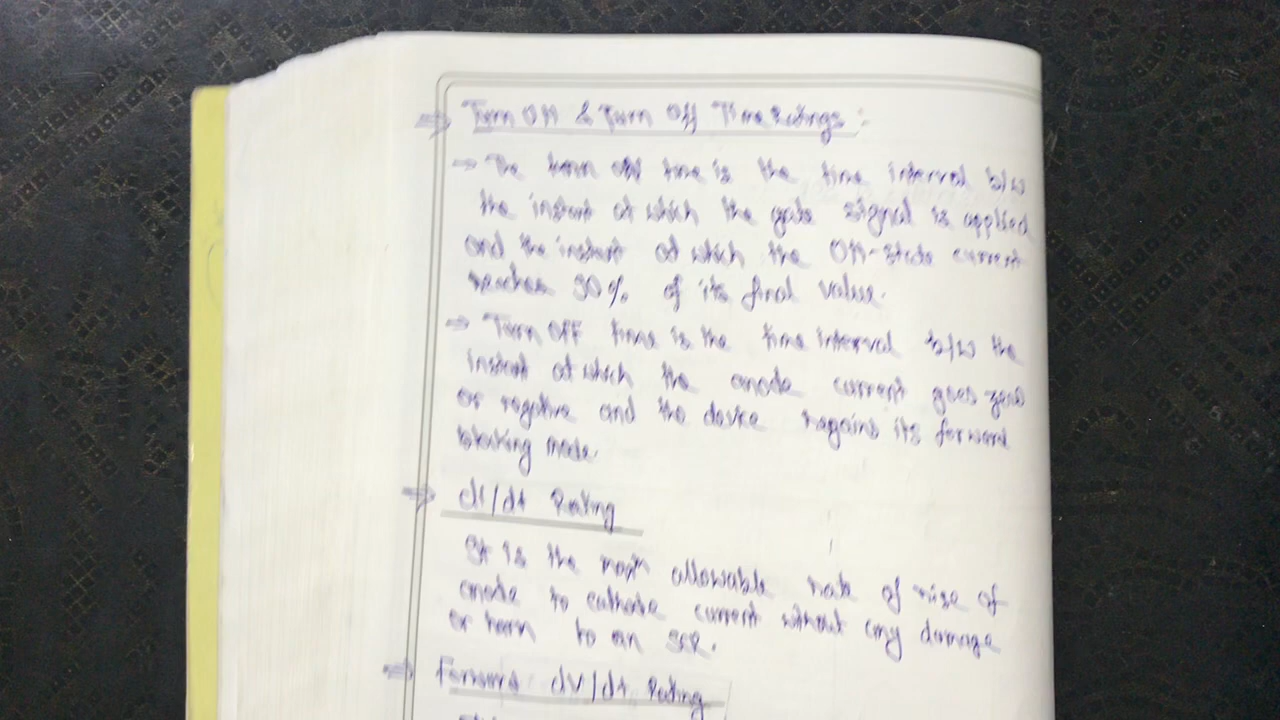 ⇒ Turn ON & Turn Off Time Ratings :
→ The turn ON time is the time interval b/w
the instant at which the gate signal is applied
and the instant at which the ON-state current
reaches 90% of its final value.
→ Turn OFF time is the time interval b/w the
instant at which the anode current goes zero
or negative and the device regains its forward
blocking mode.
⇒ di/dt Rating
It is the max allowable rate of rise of
anode to cathode current without any damage
or harm to an SCR.
⇒ Forward dv/dt Rating